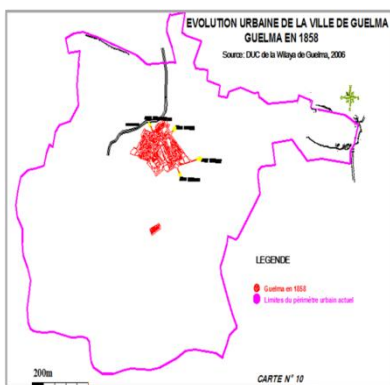 EVOLUTION URBAINE DE LA VILLE DE GUELMA
GUELMA EN 1858
Source: DUC de la Wilaya de Guelma, 2006
LEGENDE
Guelma en 1858
Limites du périmètre urbain actuel
200m
CARTE N° 10